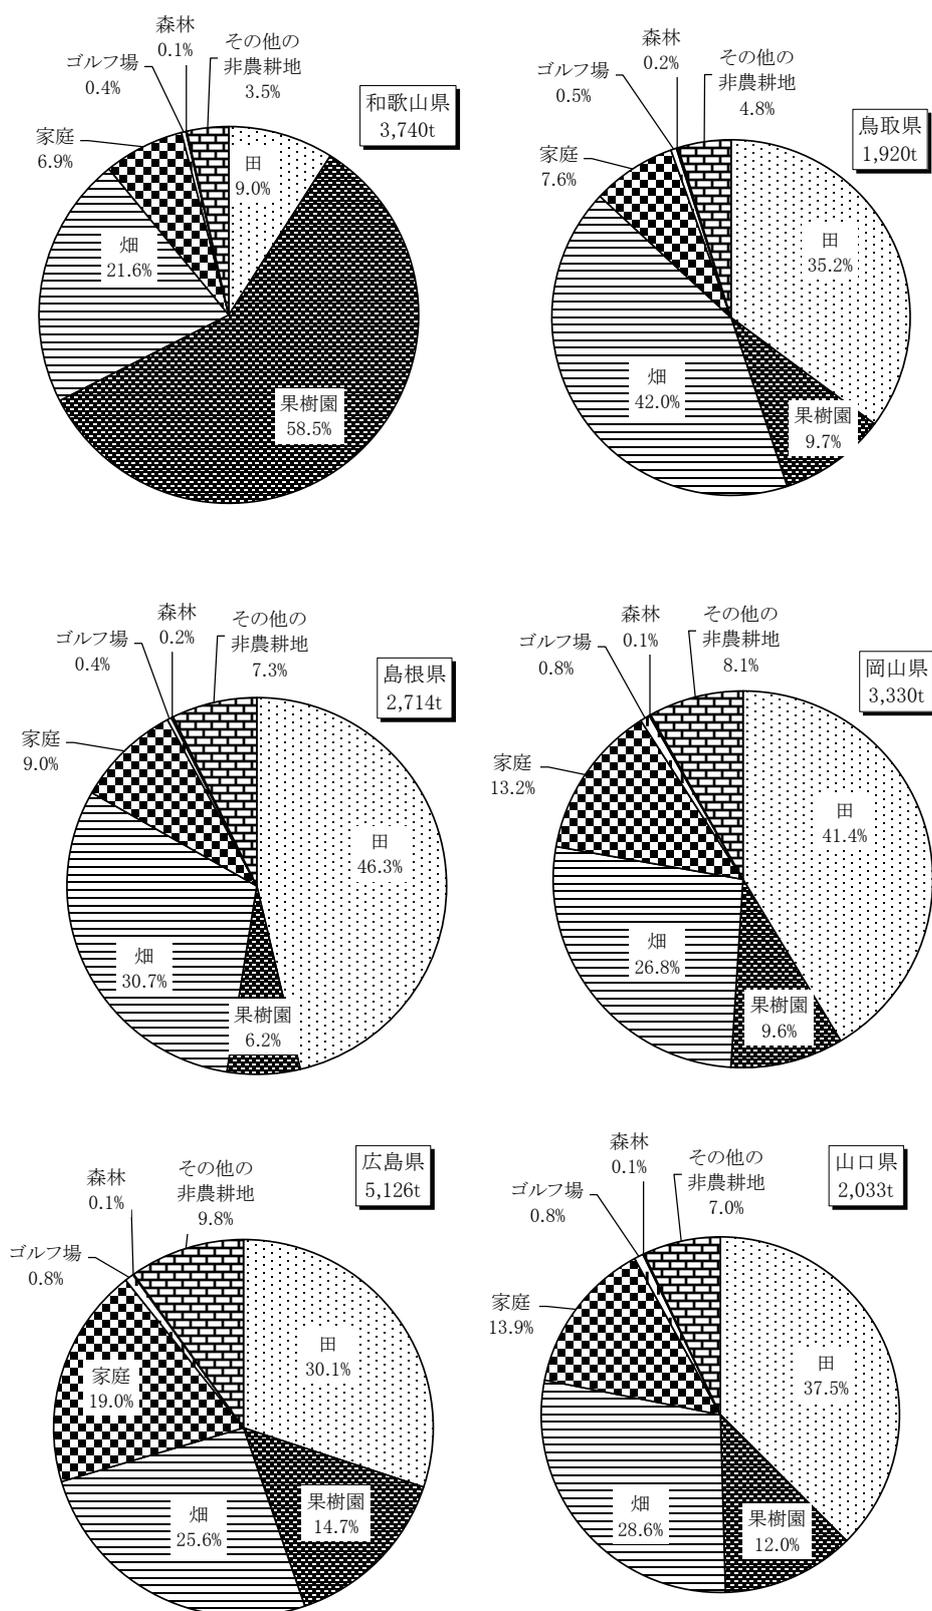 和歌山県
3,740t
森林
0.1%
その他の
非農耕地
3.5%
ゴルフ場
0.4%
家庭
6.9%
田
9.0%
畑
21.6%
果樹園
58.5%
鳥取県
1,920t
森林
0.2%
その他の
非農耕地
4.8%
ゴルフ場
0.5%
家庭
7.6%
田
35.2%
畑
42.0%
果樹園
9.7%
島根県
2,714t
森林
0.2%
その他の
非農耕地
7.3%
ゴルフ場
0.4%
家庭
9.0%
田
46.3%
畑
30.7%
果樹園
6.2%
岡山県
3,330t
森林
0.1%
その他の
非農耕地
8.1%
ゴルフ場
0.8%
家庭
13.2%
田
41.4%
畑
26.8%
果樹園
9.6%
広島県
5,126t
森林
0.1%
その他の
非農耕地
9.8%
ゴルフ場
0.8%
家庭
19.0%
田
30.1%
畑
25.6%
果樹園
14.7%
山口県
2,033t
森林
0.1%
その他の
非農耕地
7.0%
ゴルフ場
0.8%
家庭
13.9%
田
37.5%
畑
28.6%
果樹園
12.0%